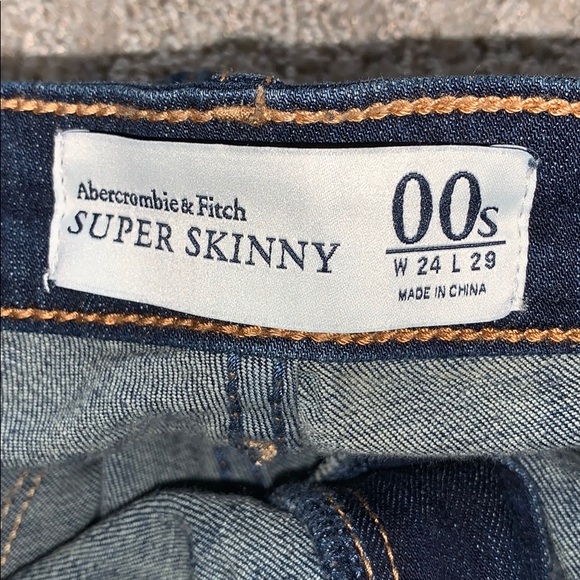 Abercrombie & Fitch
SUPER SKINNY
00s
W 24 L 29
MADE IN CHINA